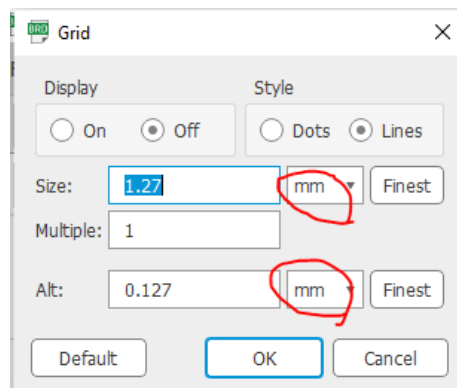 BRD Grid
Display Style
On Off Dots Lines
Size: 1.27 mm Finest
Multiple: 1
Alt: 0.127 mm Finest
Default OK Cancel